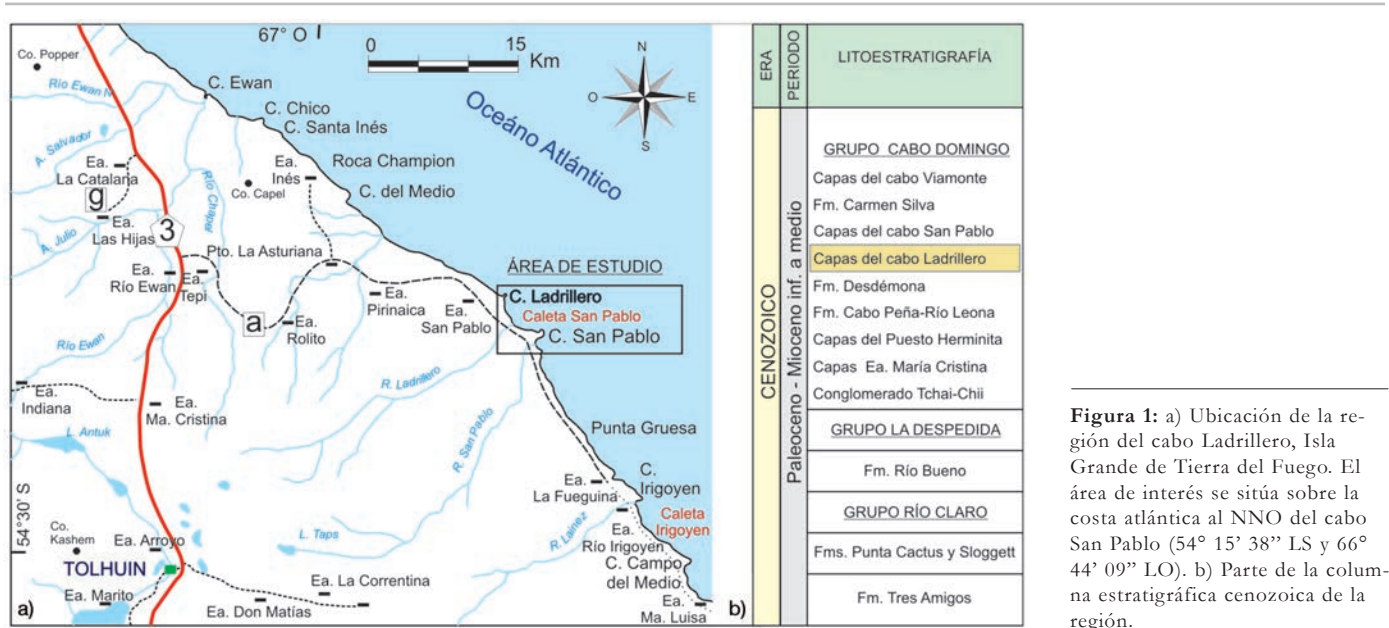 67° O
0 15
Km
N
O E
S
Co. Popper
Río Ewan N
C. Ewan
C. Chico
C. Santa Inés
Oceáno Atlántico
A. Salvador
Ea.
La Catalana
g
Río Chaper
Ea.
Inés
Roca Champion
Co. Capel
C. del Medio
A. Julio
Ea.
Las Hijas
3
Pto. La Asturiana
ÁREA DE ESTUDIO
Ea.
Río Ewan
Ea.
Tepi
a
Ea.
Rolito
Ea.
Pirinaica
Ea.
San Pablo
C. Ladrillero
Caleta San Pablo
C. San Pablo
Río Ewan
R. Ladrillero
Ea.
Indiana
Ea.
Ma. Cristina
L. Antuk
R. San Pablo
Punta Gruesa
54°30' S
Ea.
La Fueguina
C.
Irigoyen
Caleta
Irigoyen
Co.
Kashem
Ea. Arroyo
L. Taps
R. Lainez
Ea.
Río Irigoyen
TOLHUIN
C. Campo
del Medio
Ea. La Correntina
Ea. Marito
Ea. Don Matías
Ea.
Ma. Luisa
a)
b)
ERA
PERIODO
LITOESTRATIGRAFÍA
CENOZOICO
Paleoceno - Mioceno inf. a medio
GRUPO CABO DOMINGO
Capas del cabo Viamonte
Fm. Carmen Silva
Capas del cabo San Pablo
Capas del cabo Ladrillero
Fm. Desdémona
Fm. Cabo Peña-Río Leona
Capas del Puesto Herminita
Capas Ea. María Cristina
Conglomerado Tchai-Chii
GRUPO LA DESPEDIDA
Fm. Río Bueno
GRUPO RÍO CLARO
Fms. Punta Cactus y Sloggett
Fm. Tres Amigos
Figura 1: a) Ubicación de la re-
gión del cabo Ladrillero, Isla
Grande de Tierra del Fuego. El
área de interés se sitúa sobre la
costa atlántica al NNO del cabo
San Pablo (54° 15' 38” LS y 66°
44' 09” LO). b) Parte de la colum-
na estratigráfica cenozoica de la
región.